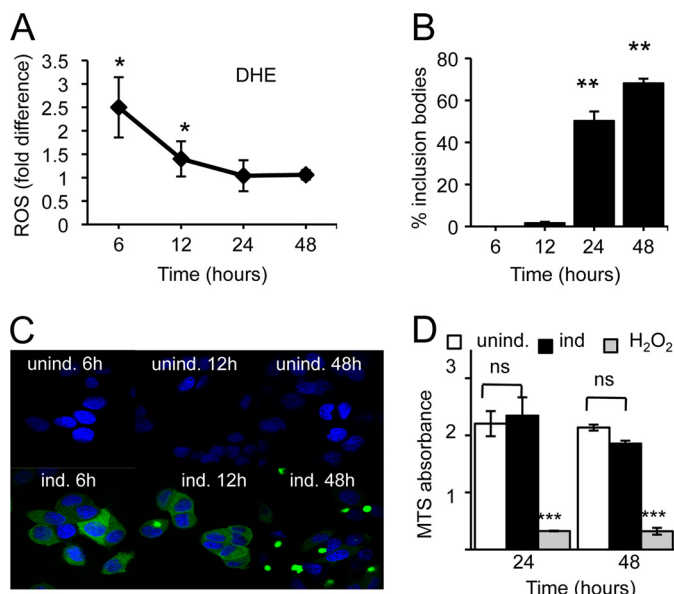 A
ROS (fold difference)
3.5
3
2.5
2
1.5
1
0.5
0
*
*
DHE
6 12 24 48
Time (hours)
B
% inclusion bodies
80
60
40
20
0
**
**
6 12 24 48
Time (hours)
C
unind. 6h unind. 12h unind. 48h
ind. 6h ind. 12h ind. 48h
D
unind. ind H₂O₂
MTS absorbance
3
2
1
ns
ns
***
***
24 48
Time (hours)